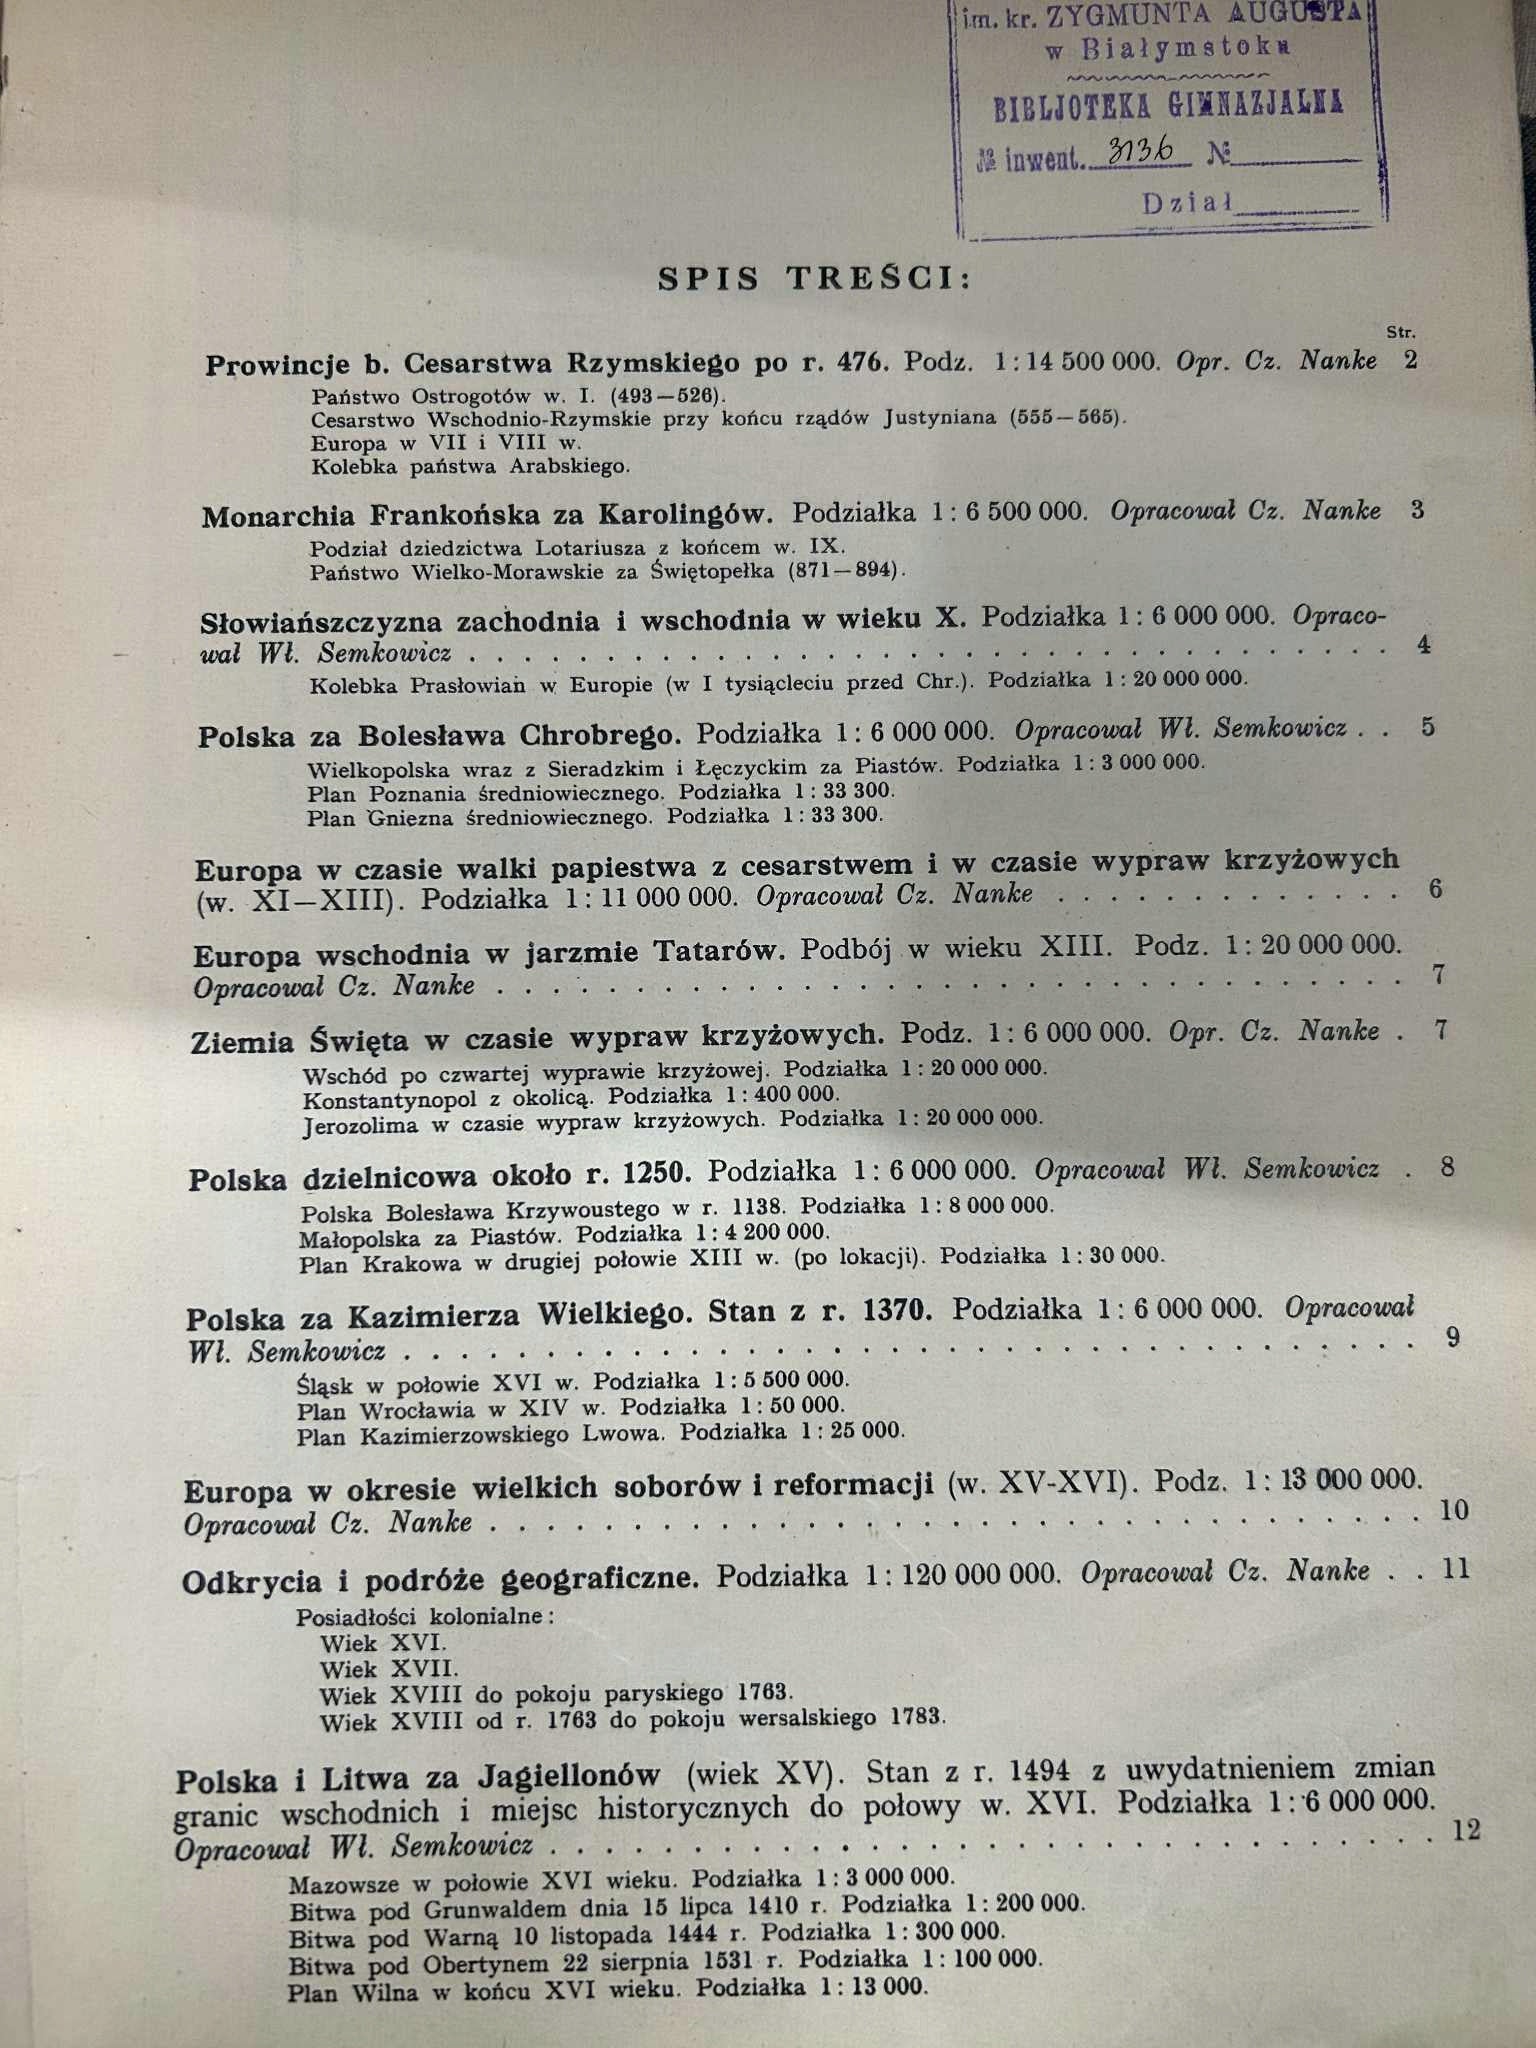 im. kr. ZYGMUNTA AUGUSTA
w Białymstoku
BIBLJOTEKA GIMNAZJALNA
№ inwent. 3136 №
Dział
SPIS TREŚCI:
Str.
Prowincje b. Cesarstwa Rzymskiego po r. 476. Podz. 1 : 14 500 000. Opr. Cz. Nanke 2
Państwo Ostrogotów w. I. (493—526).
Cesarstwo Wschodnio-Rzymskie przy końcu rządów Justyniana (555—565).
Europa w VII i VIII w.
Kolebka państwa Arabskiego.
Monarchia Frankońska za Karolingów. Podziałka 1 : 6 500 000. Opracował Cz. Nanke 3
Podział dziedzictwa Lotariusza z końcem w. IX.
Państwo Wielko-Morawskie za Świętopełka (871—894).
Słowiańszczyzna zachodnia i wschodnia w wieku X. Podziałka 1 : 6 000 000. Opraco-
wał Wł. Semkowicz . . . . . . . . . . . . . . . . . . . . . . . . . . . . . . . . . 4
Kolebka Prasłowian w Europie (w I tysiącleciu przed Chr.). Podziałka 1 : 20 000 000.
Polska za Bolesława Chrobrego. Podziałka 1 : 6 000 000. Opracował Wł. Semkowicz . . 5
Wielkopolska wraz z Sieradzkim i Łęczyckim za Piastów. Podziałka 1 : 3 000 000.
Plan Poznania średniowiecznego. Podziałka 1 : 33 300.
Plan Gniezna średniowiecznego. Podziałka 1 : 33 300.
Europa w czasie walki papiestwa z cesarstwem i w czasie wypraw krzyżowych
(w. XI—XIII). Podziałka 1 : 11 000 000. Opracował Cz. Nanke . . . . . . . . . . . . . 6
Europa wschodnia w jarzmie Tatarów. Podbój w wieku XIII. Podz. 1 : 20 000 000.
Opracował Cz. Nanke . . . . . . . . . . . . . . . . . . . . . . . . . . . . . . . . . 7
Ziemia Święta w czasie wypraw krzyżowych. Podz. 1 : 6 000 000. Opr. Cz. Nanke . 7
Wschód po czwartej wyprawie krzyżowej. Podziałka 1 : 20 000 000.
Konstantynopol z okolicą. Podziałka 1 : 400 000.
Jerozolima w czasie wypraw krzyżowych. Podziałka 1 : 20 000 000.
Polska dzielnicowa około r. 1250. Podziałka 1 : 6 000 000. Opracował Wł. Semkowicz . 8
Polska Bolesława Krzywoustego w r. 1138. Podziałka 1 : 8 000 000.
Małopolska za Piastów. Podziałka 1 : 4 200 000.
Plan Krakowa w drugiej połowie XIII w. (po lokacji). Podziałka 1 : 30 000.
Polska za Kazimierza Wielkiego. Stan z r. 1370. Podziałka 1 : 6 000 000. Opracował
Wł. Semkowicz . . . . . . . . . . . . . . . . . . . . . . . . . . . . . . . . . . . . 9
Śląsk w połowie XVI w. Podziałka 1 : 5 500 000.
Plan Wrocławia w XIV w. Podziałka 1 : 50 000.
Plan Kazimierzowskiego Lwowa. Podziałka 1 : 25 000.
Europa w okresie wielkich soborów i reformacji (w. XV-XVI). Podz. 1 : 13 000 000.
Opracował Cz. Nanke . . . . . . . . . . . . . . . . . . . . . . . . . . . . . . . . . 10
Odkrycia i podróże geograficzne. Podziałka 1 : 120 000 000. Opracował Cz. Nanke . . 11
Posiadłości kolonialne :
Wiek XVI.
Wiek XVII.
Wiek XVIII do pokoju paryskiego 1763.
Wiek XVIII od r. 1763 do pokoju wersalskiego 1783.
Polska i Litwa za Jagiellonów (wiek XV). Stan z r. 1494 z uwydatnieniem zmian
granic wschodnich i miejsc historycznych do połowy w. XVI. Podziałka 1 : 6 000 000.
Opracował Wł. Semkowicz . . . . . . . . . . . . . . . . . . . . . . . . . . . . . . . 12
Mazowsze w połowie XVI wieku. Podziałka 1 : 3 000 000.
Bitwa pod Grunwaldem dnia 15 lipca 1410 r. Podziałka 1 : 200 000.
Bitwa pod Warną 10 listopada 1444 r. Podziałka 1 : 300 000.
Bitwa pod Obertynem 22 sierpnia 1531 r. Podziałka 1 : 100 000.
Plan Wilna w końcu XVI wieku. Podziałka 1 : 13 000.